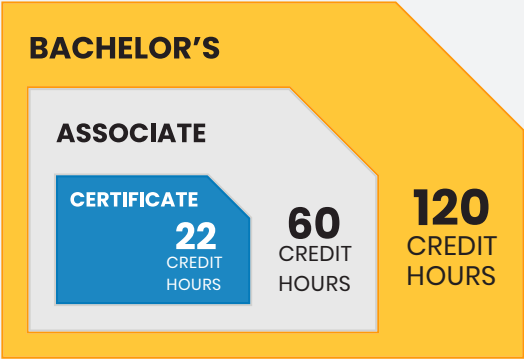 BACHELOR’S
ASSOCIATE
CERTIFICATE
22
CREDIT
HOURS
60
CREDIT
HOURS
120
CREDIT
HOURS